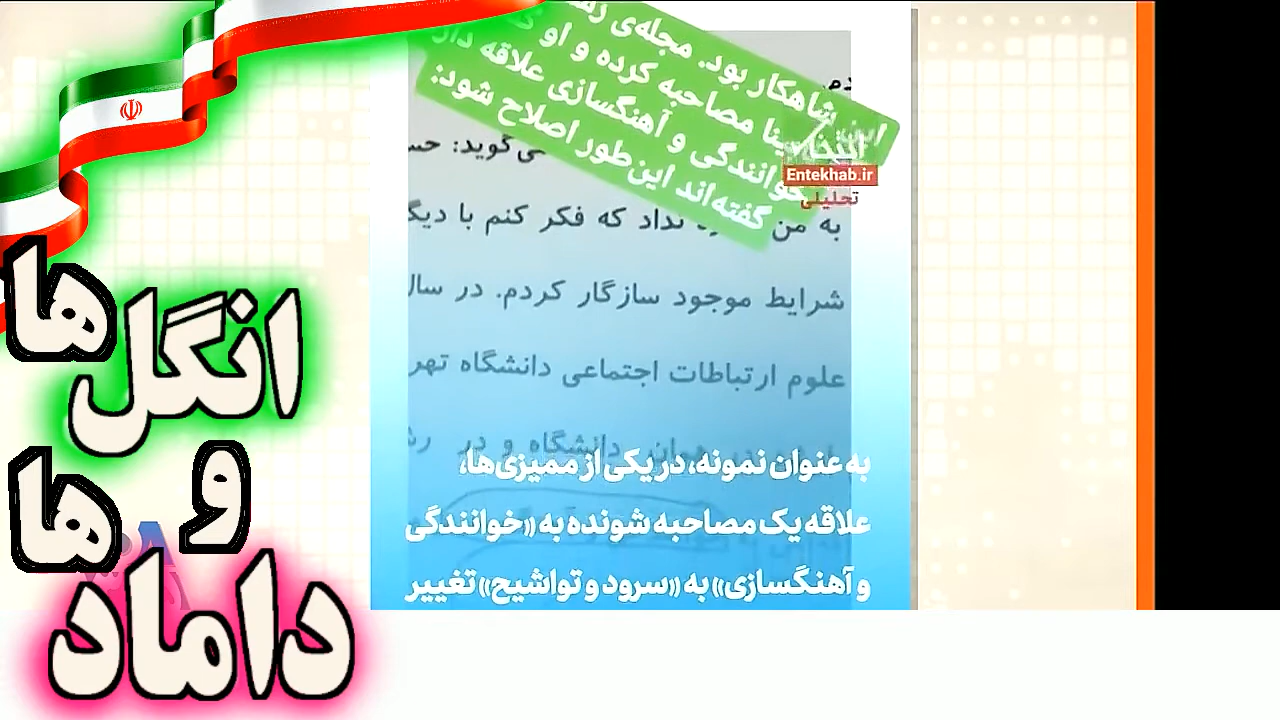 انگل ها
و
داماد ها
این شاهکار بود. مجله‌ی
مصاحبه کرده و او
خوانندگی و آهنگسازی علاقه
گفته‌اند این‌طور اصلاح شود:
Entekhab.ir
تحلیلی
می‌گوید:
به من نداد که فکر کنم با
شرایط موجود سازگار کردم. در سال
علوم ارتباطات اجتماعی دانشگاه
همان دانشگاه و در
به عنوان نمونه، در یکی از ممیزی‌ها،
علاقه یک مصاحبه شونده به «خوانندگی
و آهنگسازی» به «سرود و تواشیح» تغییر